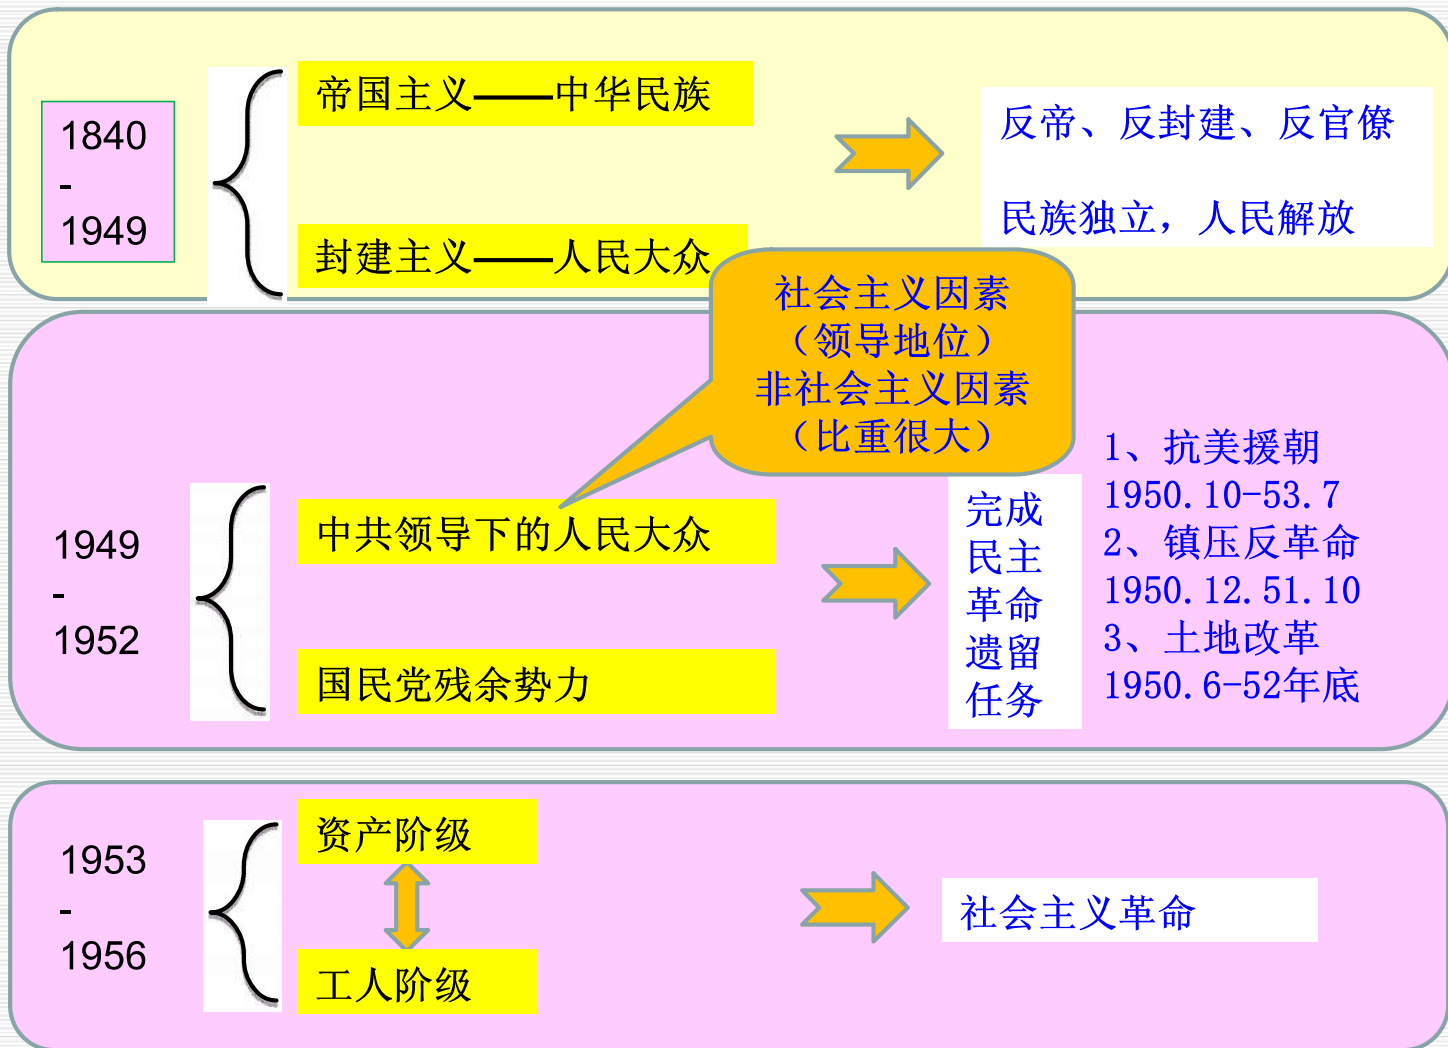 1840
-
1949
帝国主义——中华民族
封建主义——人民大众
反帝、反封建、反官僚
民族独立，人民解放
社会主义因素
（领导地位）
非社会主义因素
（比重很大）
1949
-
1952
中共领导下的人民大众
国民党残余势力
完成
民主
革命
遗留
任务
1、抗美援朝
1950.10-53.7
2、镇压反革命
1950.12.51.10
3、土地改革
1950.6-52年底
1953
-
1956
资产阶级
工人阶级
社会主义革命